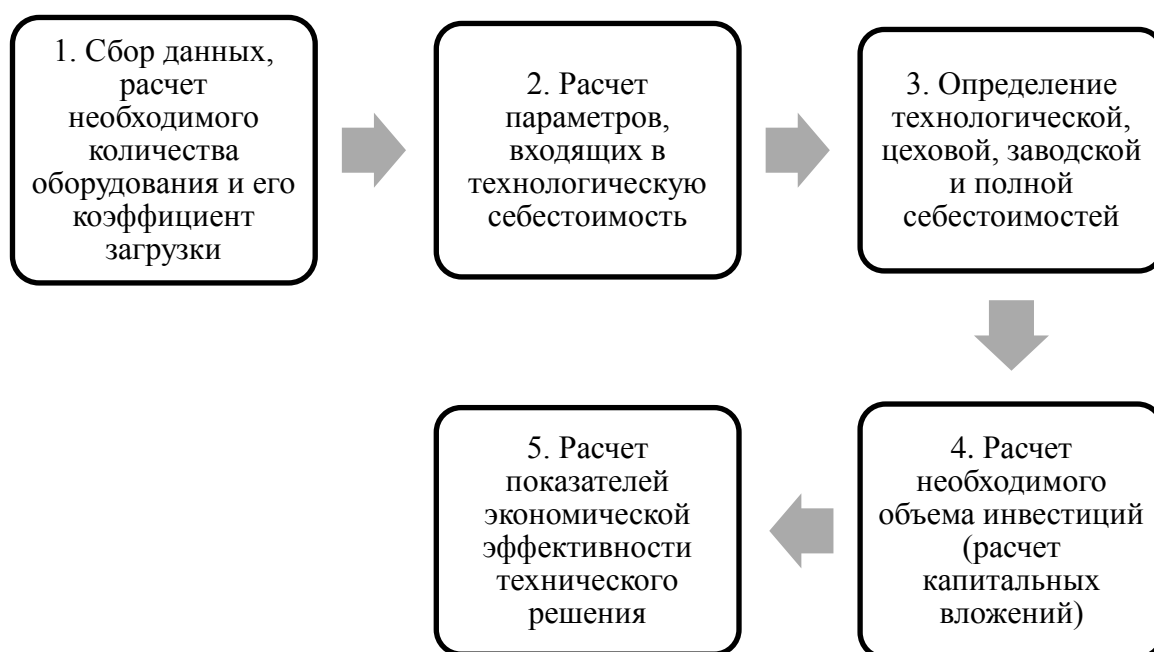 1. Сбор данных,
расчет
необходимого
количества
оборудования и его
коэффициент
загрузки
2. Расчет
параметров,
входящих в
технологическую
себестоимость
3. Определение
технологической,
цеховой, заводской
и полной
себестоимостей
4. Расчет
необходимого
объема инвестиций
(расчет
капитальных
вложений)
5. Расчет
показателей
экономической
эффективности
технического
решения